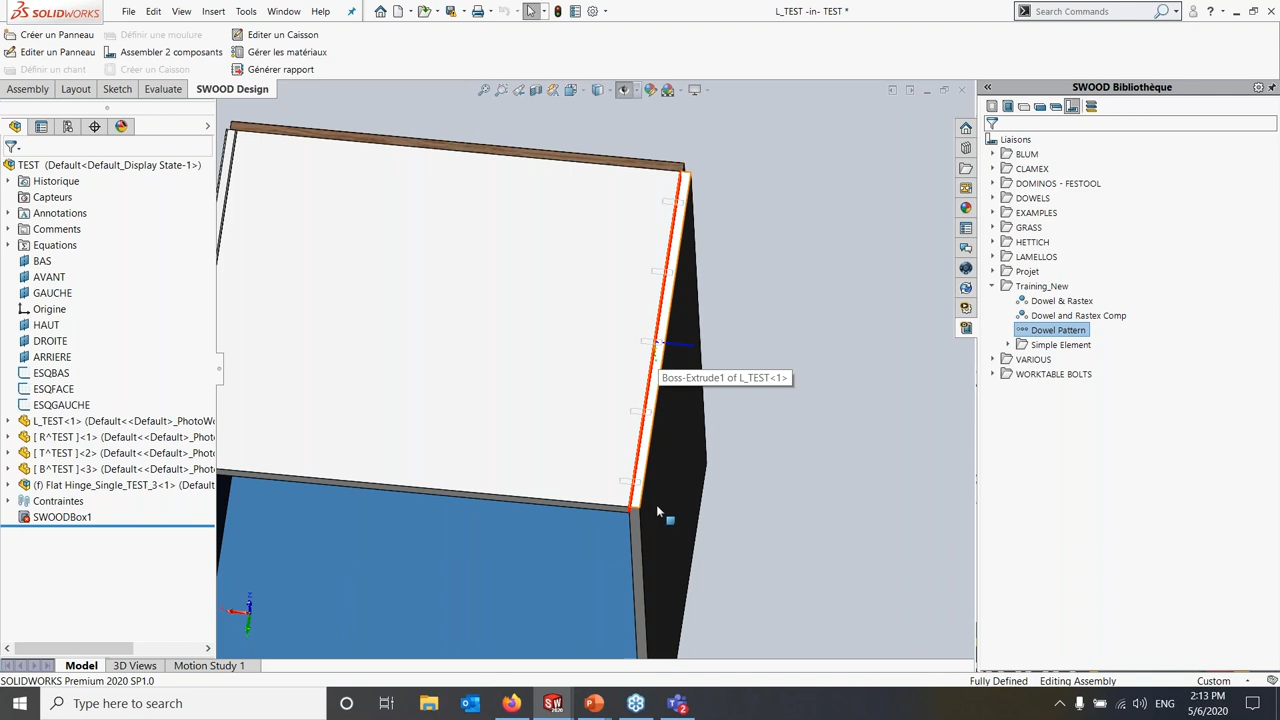 SOLIDWORKS File Edit View Insert Tools Window Help L_TEST -in- TEST * Search Commands
Créer un Panneau Définir une moulure Editer un Caisson
Editer un Panneau Assembler 2 composants Gérer les matériaux
Définir un chant Créer un Caisson Générer rapport
Assembly Layout Sketch Evaluate SWOOD Design
SWOOD Bibliothèque
TEST (Default<Default_Display State-1>)
Historique
Capteurs
Annotations
Comments
Equations
BAS
AVANT
GAUCHE
Origine
HAUT
DROITE
ARRIERE
ESQBAS
ESQFACE
ESQGAUCHE
L_TEST<1> (Default<<Default>_PhotoWo
[ R^TEST ]<1> (Default<<Default>_Photo
[ T^TEST ]<2> (Default<<Default>_Photo
[ B^TEST ]<3> (Default<<Default>_Photo
(f) Flat Hinge_Single_TEST_3<1> (Default
Contraintes
SWOODBox1
Boss-Extrude1 of L_TEST<1>
Liaisons
BLUM
CLAMEX
DOMINOS - FESTOOL
DOWELS
EXAMPLES
GRASS
HETTICH
LAMELLOS
Projet
Training_New
Dowel & Rastex
Dowel and Rastex Comp
Dowel Pattern
Simple Element
VARIOUS
WORKTABLE BOLTS
Model 3D Views Motion Study 1
SOLIDWORKS Premium 2020 SP1.0 Fully Defined Editing Assembly Custom
Type here to search ENG 2:13 PM
5/6/2020